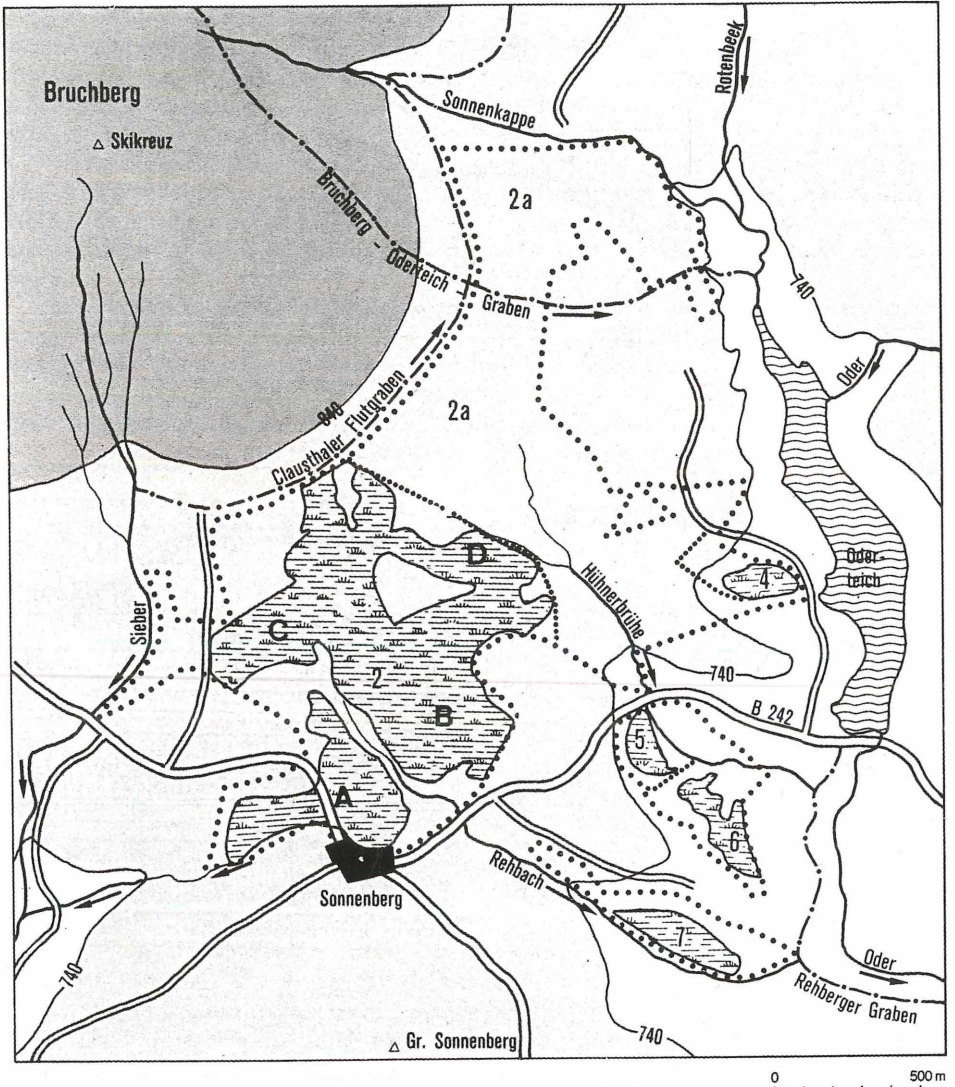 Bruchberg
△ Skikreuz
Sonnenkappe
Rotenbeek
2a
Bruchberg - Oderteich - Graben
740
Oder
840
Clausthaler Flutgraben
2a
D
4
Oder-
teich
Hühnerbrühe
Sieber
C
2
740
B
B 242
5
A
6
Rehbach
Sonnenberg
7
740
Oder
Rehberger Graben
740
△ Gr. Sonnenberg
0 500 m